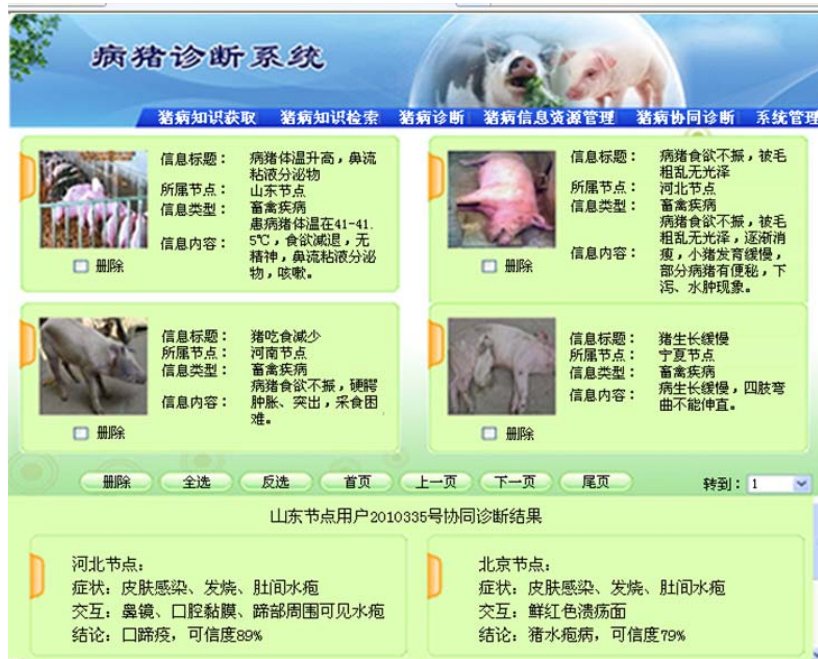 病猪诊断系统
猪病知识获取 猪病知识检索 猪病诊断 猪病信息资源管理 猪病协同诊断 系统管理
信息标题： 病猪体温升高，鼻流
粘液分泌物
所属节点： 山东节点
信息类型： 畜禽疾病
信息内容： 患病猪体温在41-41.
5℃，食欲减退，无
精神，鼻流粘液分泌
物，咳嗽。
删除
信息标题： 病猪食欲不振，被毛
粗乱无光泽
所属节点： 河北节点
信息类型： 畜禽疾病
信息内容： 病猪食欲不振，被毛
粗乱无光泽，逐渐消
瘦，小猪发育缓慢，
部分病猪有便秘，下
泻、水肿现象。
删除
信息标题： 猪吃食减少
所属节点： 河南节点
信息类型： 畜禽疾病
信息内容： 病猪食欲不振，硬腭
肿胀、突出，采食困
难。
删除
信息标题： 猪生长缓慢
所属节点： 宁夏节点
信息类型： 畜禽疾病
信息内容： 病生长缓慢，四肢弯
曲不能伸直。
删除
删除 全选 反选 首页 上一页 下一页 尾页 转到： 1
山东节点用户2010335号协同诊断结果
河北节点：
症状：皮肤感染、发烧、肚间水疱
交互：鼻镜、口腔黏膜、蹄部周围可见水疱
结论：口蹄疫，可信度89%
北京节点：
症状：皮肤感染、发烧、肚间水疱
交互：鲜红色溃疡面
结论：猪水疱病，可信度79%